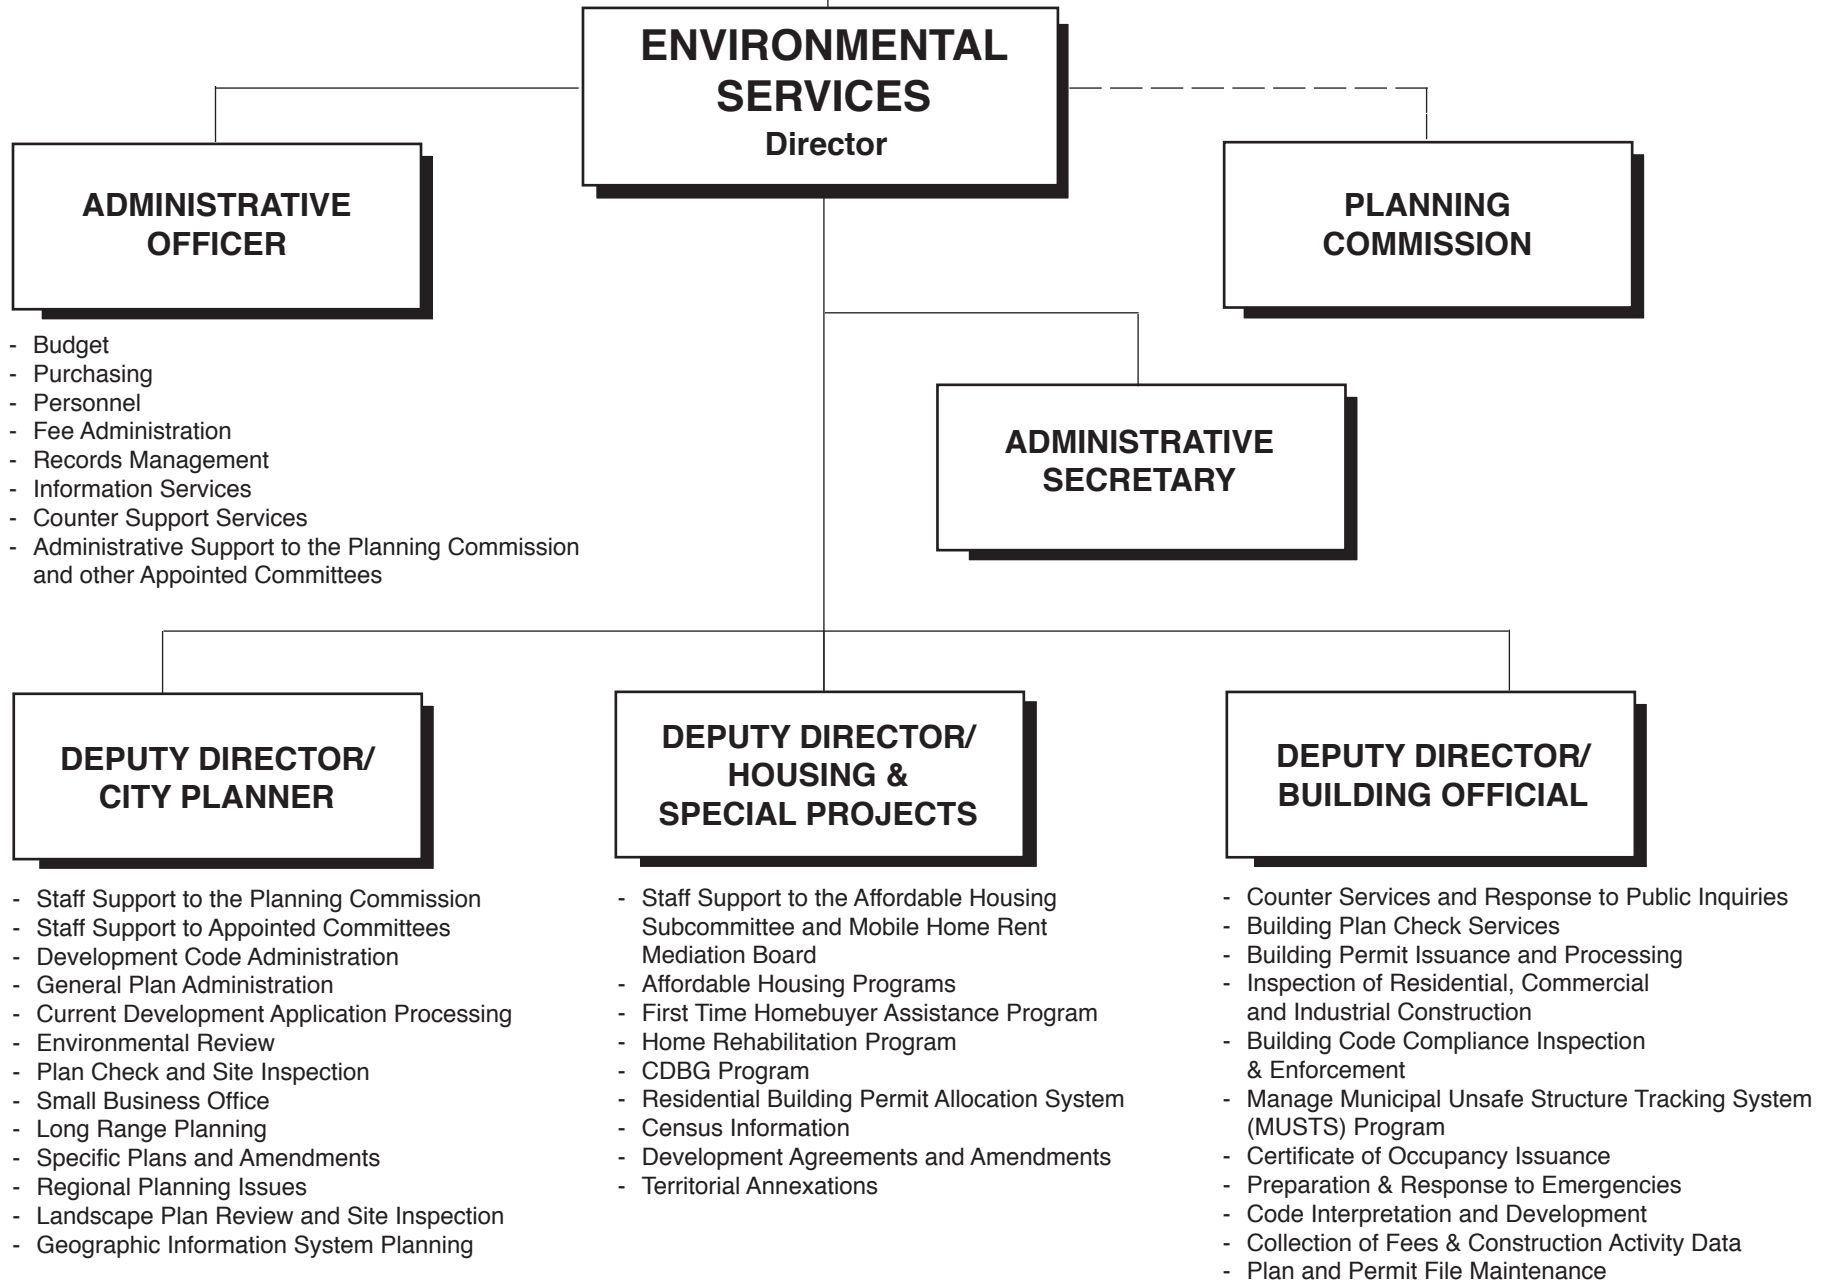 ENVIRONMENTAL
SERVICES
Director
ADMINISTRATIVE
OFFICER
PLANNING
COMMISSION
- Budget
- Purchasing
- Personnel
- Fee Administration
- Records Management
- Information Services
- Counter Support Services
- Administrative Support to the Planning Commission
and other Appointed Committees
ADMINISTRATIVE
SECRETARY
DEPUTY DIRECTOR/
CITY PLANNER
- Staff Support to the Planning Commission
- Staff Support to Appointed Committees
- Development Code Administration
- General Plan Administration
- Current Development Application Processing
- Environmental Review
- Plan Check and Site Inspection
- Small Business Office
- Long Range Planning
- Specific Plans and Amendments
- Regional Planning Issues
- Landscape Plan Review and Site Inspection
- Geographic Information System Planning
DEPUTY DIRECTOR/
HOUSING &
SPECIAL PROJECTS
- Staff Support to the Affordable Housing
Subcommittee and Mobile Home Rent
Mediation Board
- Affordable Housing Programs
- First Time Homebuyer Assistance Program
- Home Rehabilitation Program
- CDBG Program
- Residential Building Permit Allocation System
- Census Information
- Development Agreements and Amendments
- Territorial Annexations
DEPUTY DIRECTOR/
BUILDING OFFICIAL
- Counter Services and Response to Public Inquiries
- Building Plan Check Services
- Building Permit Issuance and Processing
- Inspection of Residential, Commercial
and Industrial Construction
- Building Code Compliance Inspection
& Enforcement
- Manage Municipal Unsafe Structure Tracking System
(MUSTS) Program
- Certificate of Occupancy Issuance
- Preparation & Response to Emergencies
- Code Interpretation and Development
- Collection of Fees & Construction Activity Data
- Plan and Permit File Maintenance